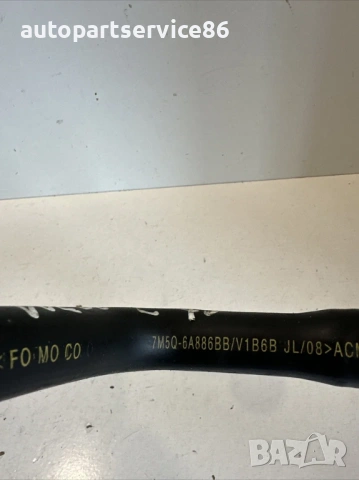 autopartservice86
FO MO CO 7M5Q-6A886BB/V1B6B JL/08>ACM
bazar